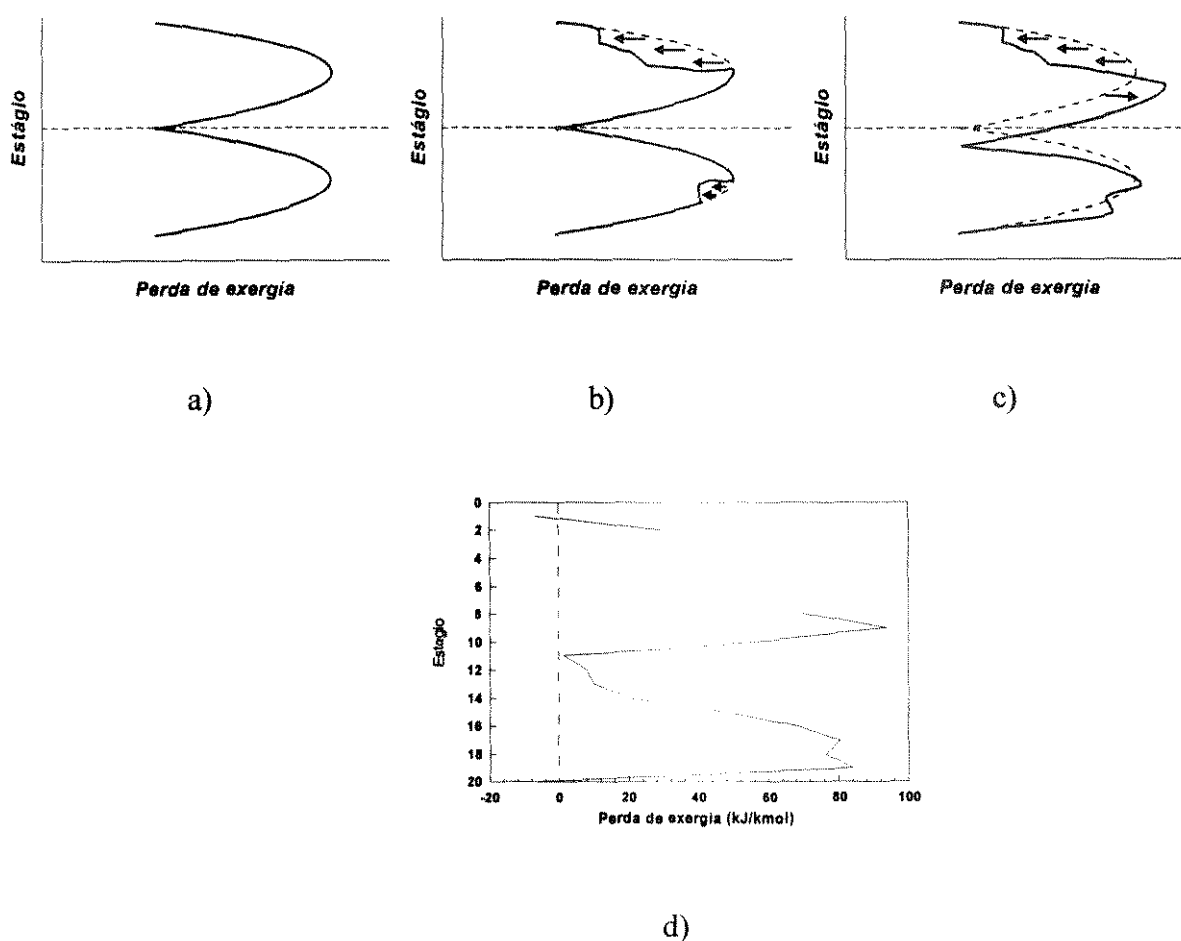 Estágio
Perda de exergia
a)
Estágio
Perda de exergia
b)
Estágio
Perda de exergia
c)
0
2
4
6
8
10
12
14
16
18
20
Estagio
-20
0
20
40
60
80
100
Perda de exergia (kJ/kmol)
d)